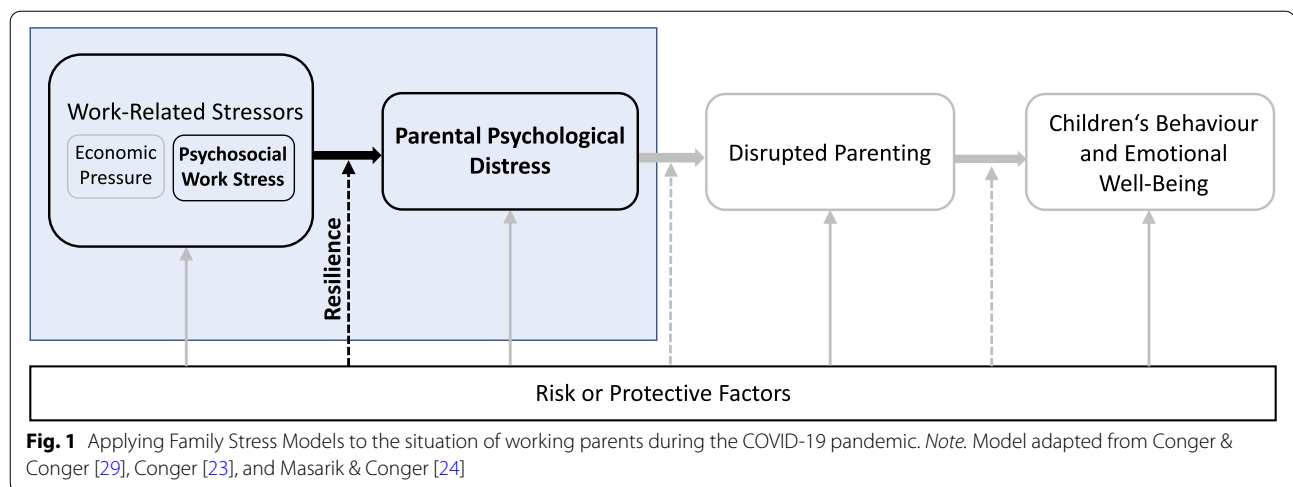 Work-Related Stressors
Economic
Pressure
Psychosocial
Work Stress
Resilience
Parental Psychological
Distress
Disrupted Parenting
Children‘s Behaviour
and Emotional
Well-Being
Risk or Protective Factors
Fig. 1 Applying Family Stress Models to the situation of working parents during the COVID-19 pandemic. Note. Model adapted from Conger &
Conger [29], Conger [23], and Masarik & Conger [24]